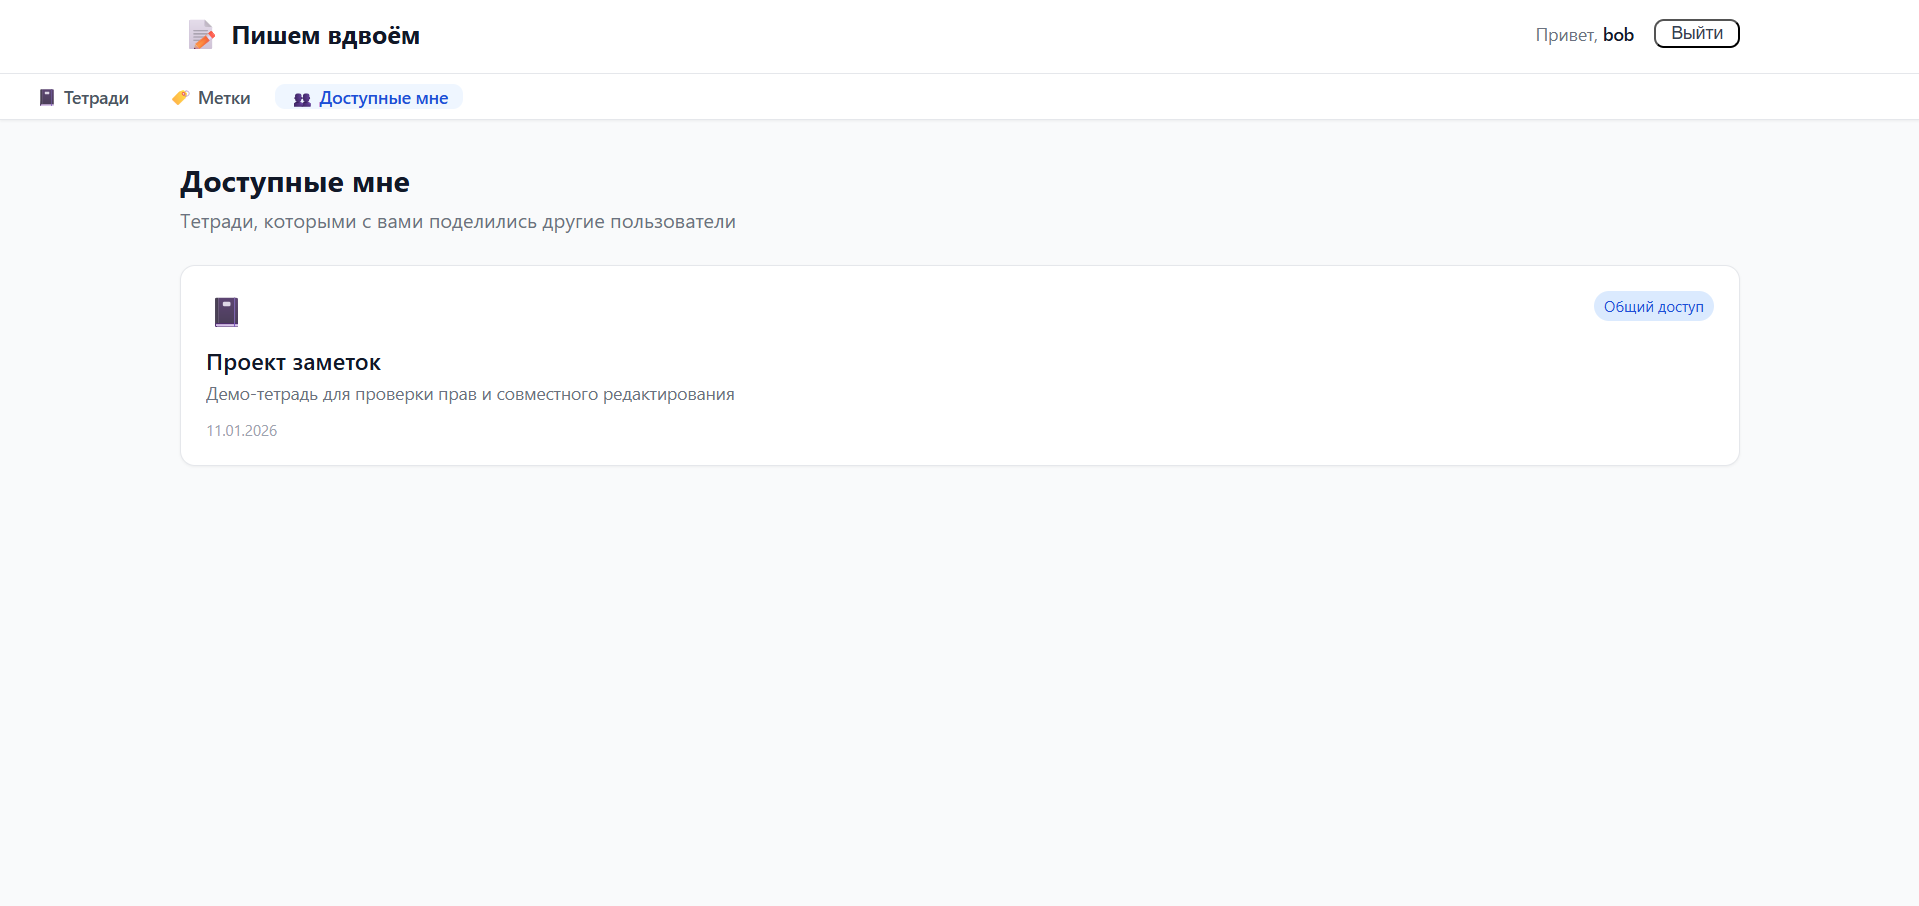 Пишем вдвоём
Привет, bob
Выйти
Тетради
Метки
Доступные мне
Доступные мне
Тетради, которыми с вами поделились другие пользователи
Общий доступ
Проект заметок
Демо-тетрадь для проверки прав и совместного редактирования
11.01.2026